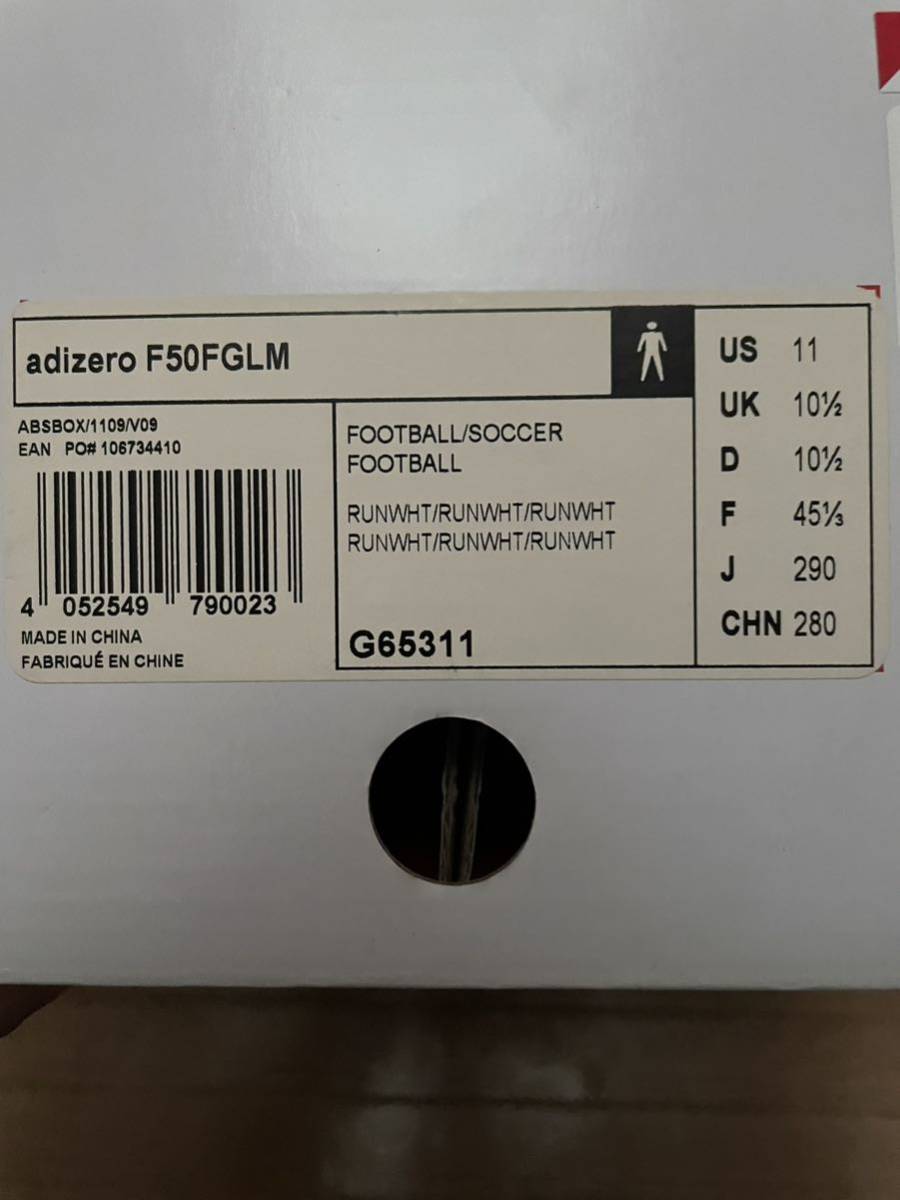 adizero F50FGLM
ABSBOX/1109/V09
EAN PO# 106734410
4 052549 790023
MADE IN CHINA
FABRIQUÉ EN CHINE
FOOTBALL/SOCCER
FOOTBALL
RUNWHT/RUNWHT/RUNWHT
RUNWHT/RUNWHT/RUNWHT
G65311
US 11
UK 10½
D 10½
F 45⅓
J 290
CHN 280